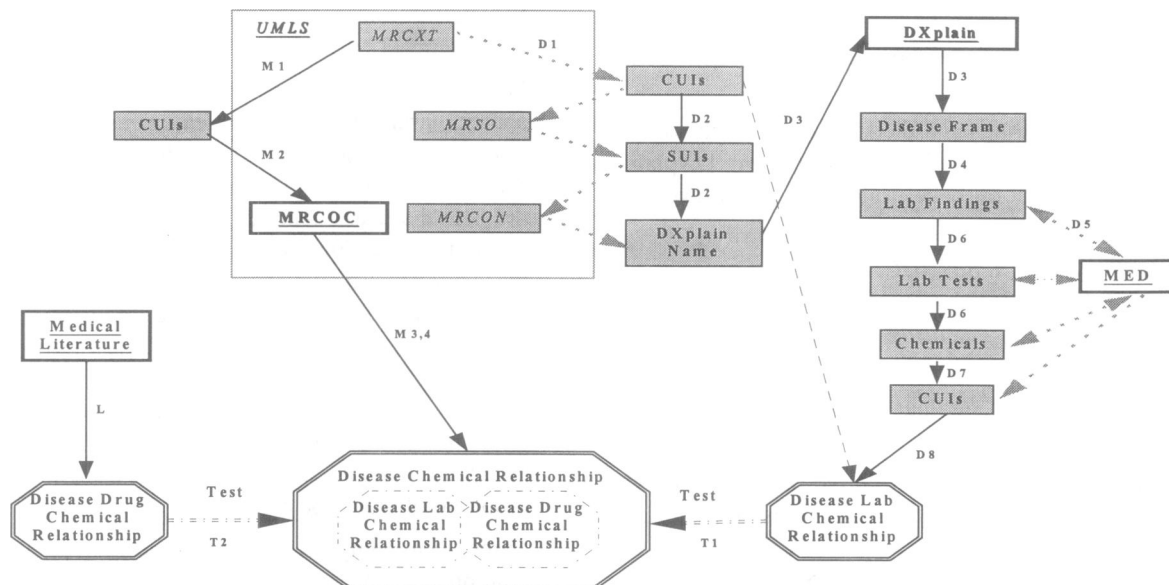 UMLS
MRCXT
D1
DXplain
M1
CUIs
D3
CUIs
MRSO
D2
D3
Disease Frame
M2
SUIs
D4
MRCOC
MRCON
D2
Lab Findings
DXplain
Name
D5
D6
Lab Tests
MED
Medical
Literature
M3,4
D6
Chemicals
D7
CUIs
L
D8
Disease Drug
Chemical
Relationship
Test
T2
Disease Chemical Relationship
Disease Lab
Chemical
Relationship
Disease Drug
Chemical
Relationship
Test
T1
Disease Lab
Chemical
Relationship